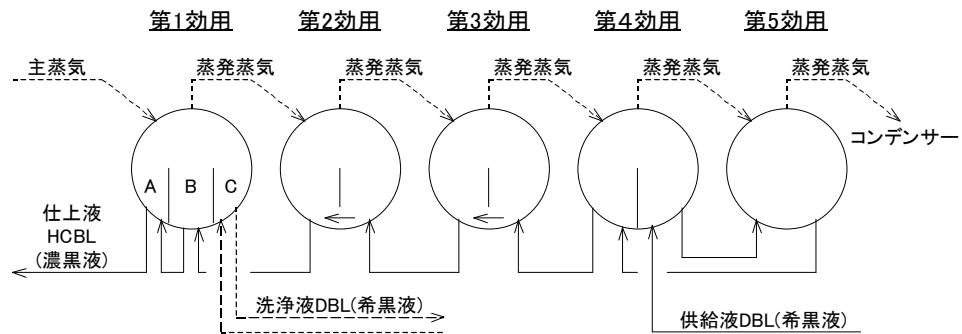 第1効用
第2効用
第3効用
第4効用
第5効用
主蒸気
蒸発蒸気
蒸発蒸気
蒸発蒸気
蒸発蒸気
蒸発蒸気
コンデンサー
A
B
C
仕上液
HCBL
(濃黒液)
洗浄液DBL(希黒液)
供給液DBL(希黒液)